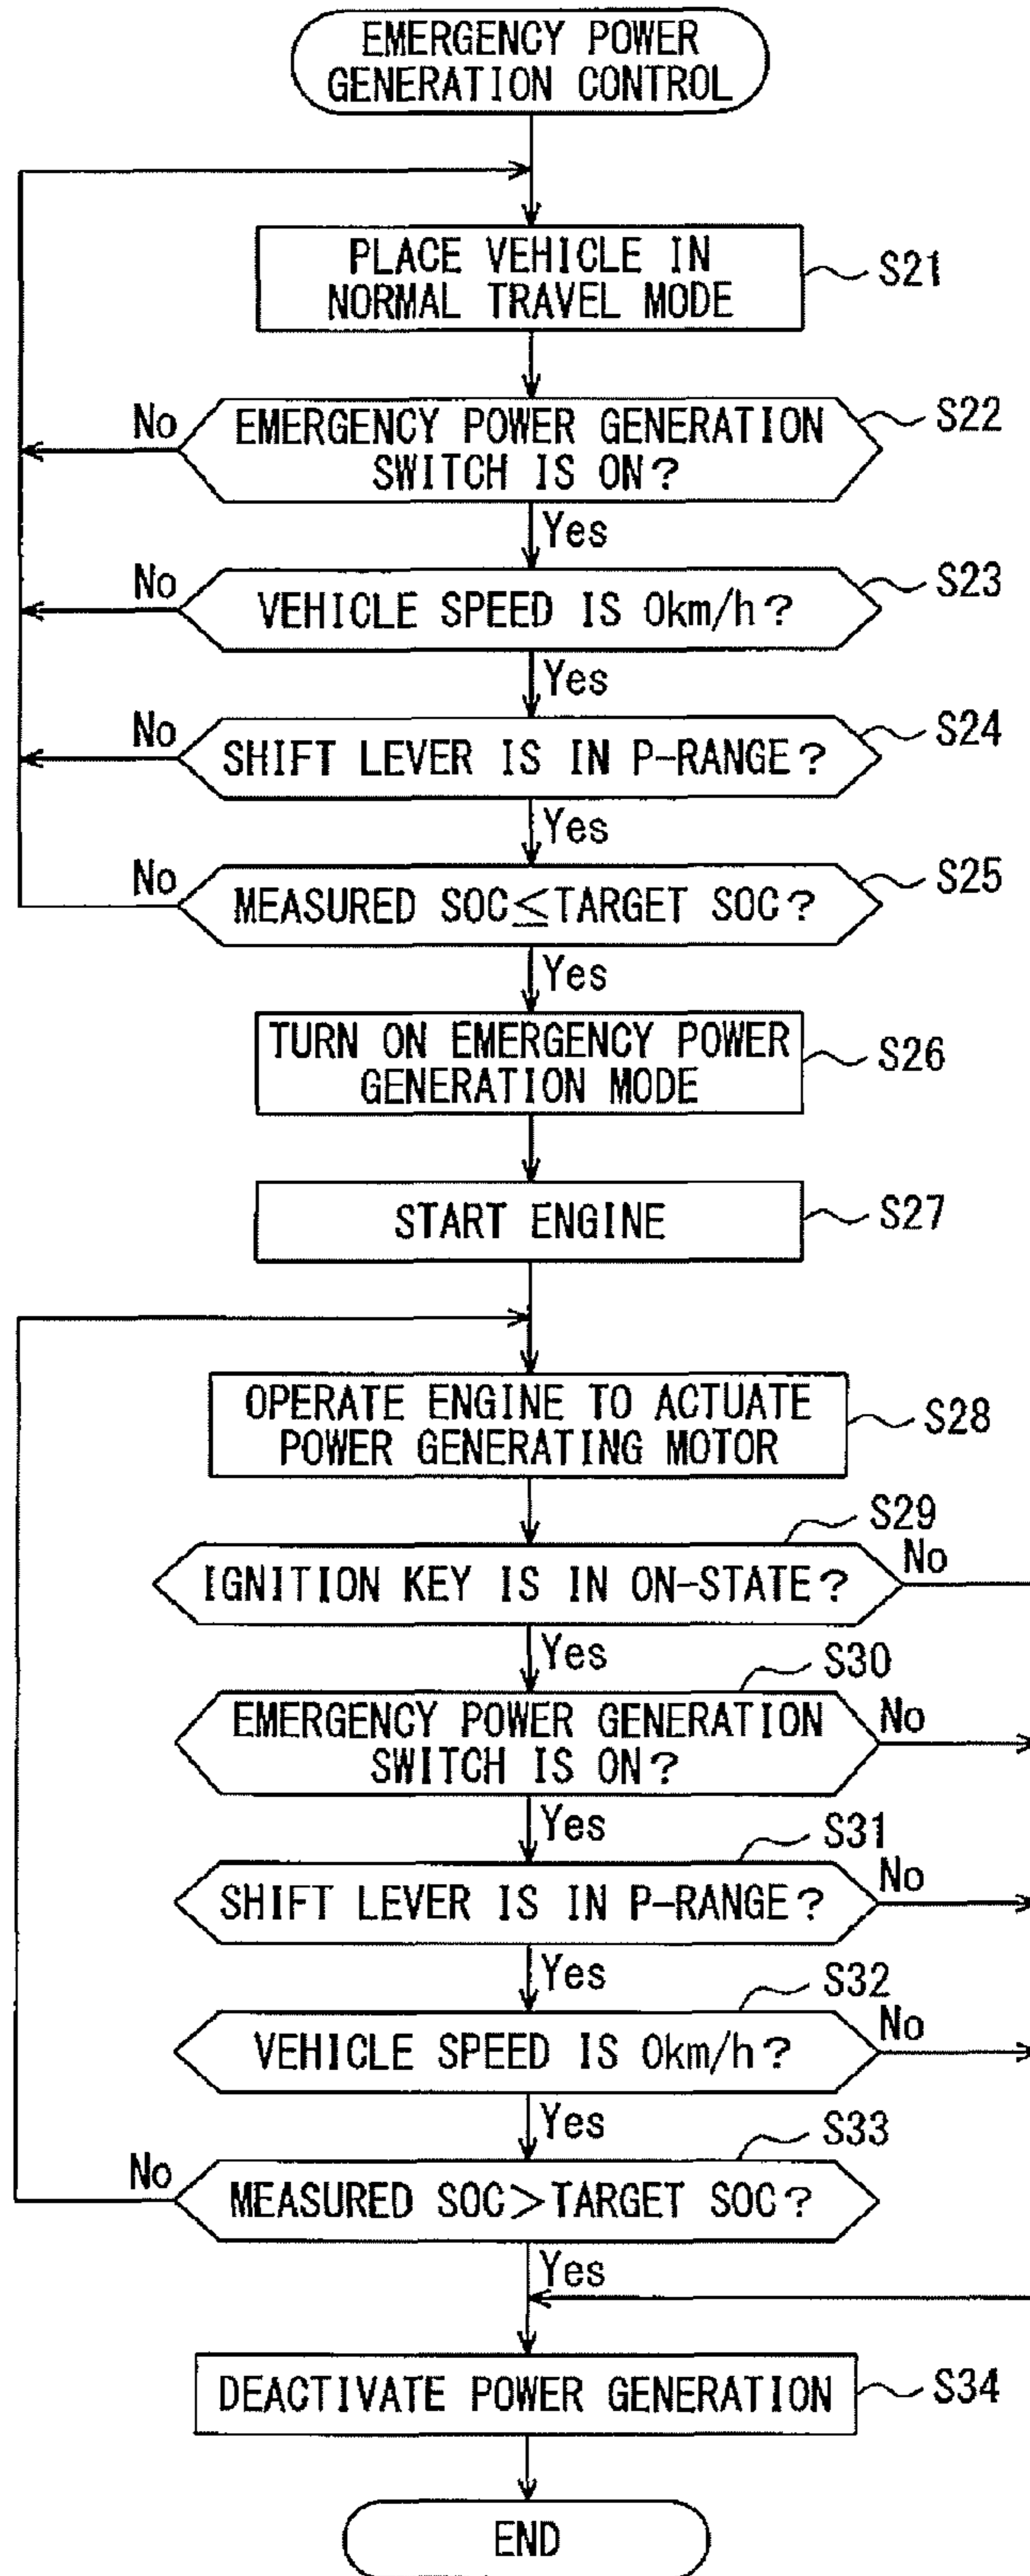 EMERGENCY POWER
GENERATION CONTROL
PLACE VEHICLE IN
NORMAL TRAVEL MODE
S21
No
EMERGENCY POWER GENERATION
SWITCH IS ON?
S22
Yes
No
VEHICLE SPEED IS 0km/h?
S23
Yes
No
SHIFT LEVER IS IN P-RANGE?
S24
Yes
No
MEASURED SOC≦TARGET SOC?
S25
Yes
TURN ON EMERGENCY POWER
GENERATION MODE
S26
START ENGINE
S27
OPERATE ENGINE TO ACTUATE
POWER GENERATING MOTOR
S28
S29
IGNITION KEY IS IN ON-STATE?
No
Yes
S30
EMERGENCY POWER GENERATION
SWITCH IS ON?
No
Yes
S31
SHIFT LEVER IS IN P-RANGE?
No
Yes
S32
VEHICLE SPEED IS 0km/h?
No
Yes
S33
No
MEASURED SOC>TARGET SOC?
Yes
DEACTIVATE POWER GENERATION
S34
END